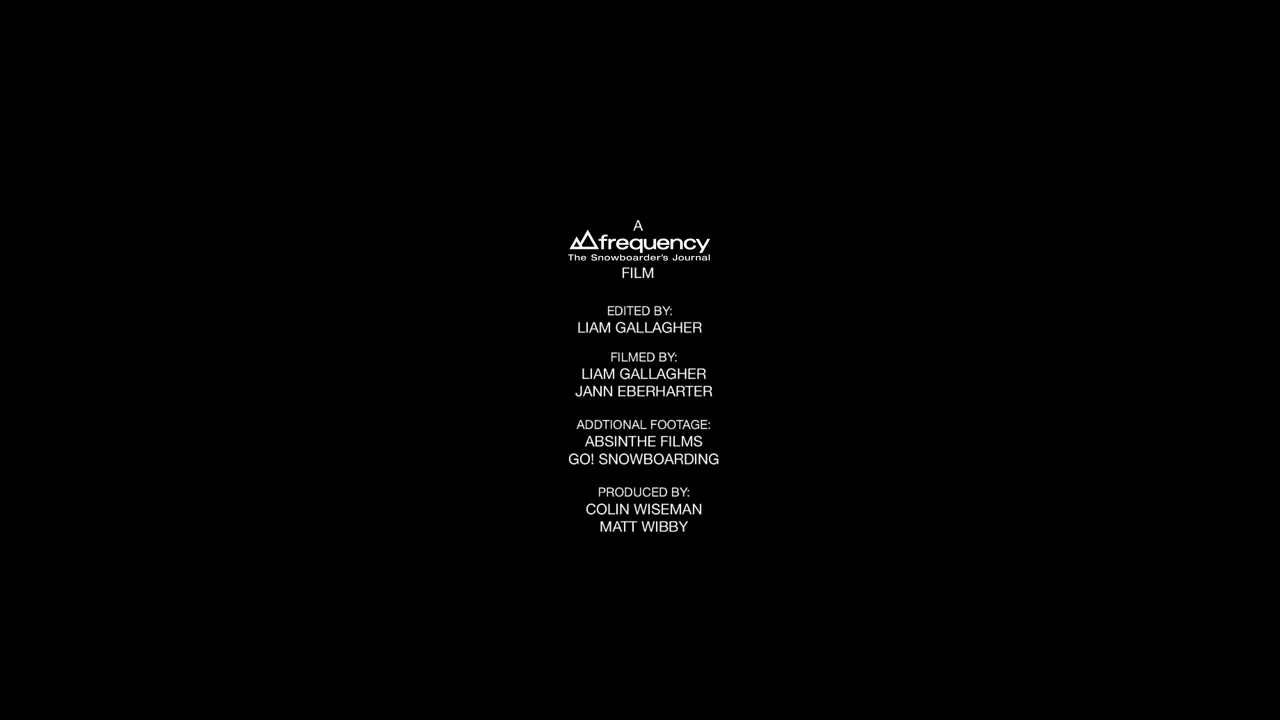 A
frequency
The Snowboarder's Journal
FILM
EDITED BY:
LIAM GALLAGHER
FILMED BY:
LIAM GALLAGHER
JANN EBERHARTER
ADDTIONAL FOOTAGE:
ABSINTHE FILMS
GO! SNOWBOARDING
PRODUCED BY:
COLIN WISEMAN
MATT WIBBY